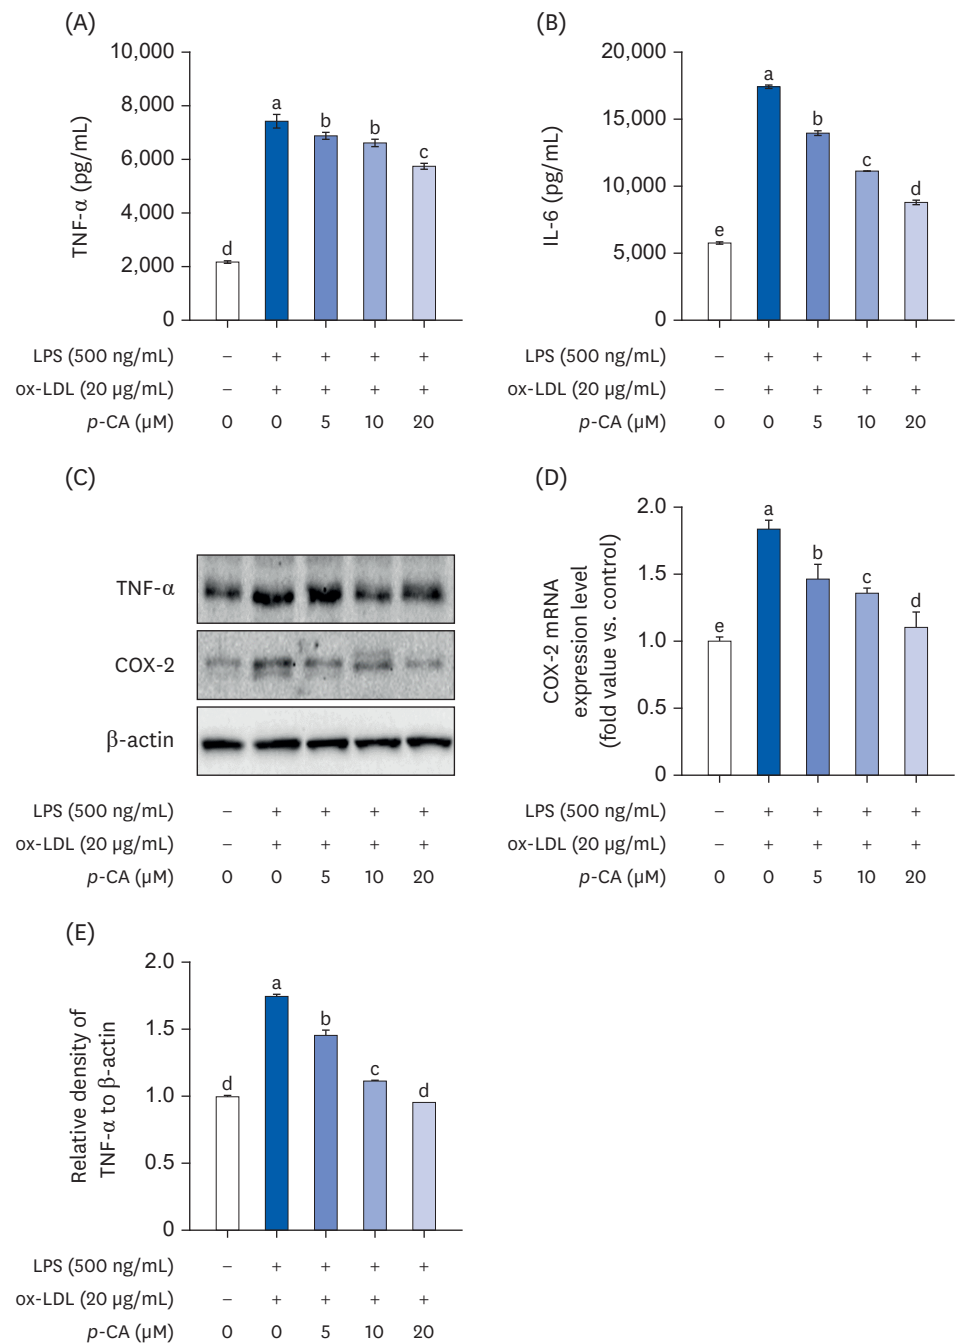 (A)
10,000
8,000
6,000
4,000
2,000
0
TNF-α (pg/mL)
d
a
b
b
c
LPS (500 ng/mL) – + + + +
ox-LDL (20 µg/mL) – + + + +
p-CA (µM) 0 0 5 10 20
(B)
20,000
15,000
10,000
5,000
0
IL-6 (pg/mL)
e
a
b
c
d
LPS (500 ng/mL) – + + + +
ox-LDL (20 µg/mL) – + + + +
p-CA (µM) 0 0 5 10 20
(C)
TNF-α
COX-2
β-actin
LPS (500 ng/mL) – + + + +
ox-LDL (20 µg/mL) – + + + +
p-CA (µM) 0 0 5 10 20
(D)
2.0
1.5
1.0
0.5
0
COX-2 mRNA
expression level
(fold value vs. control)
e
a
b
c
d
LPS (500 ng/mL) – + + + +
ox-LDL (20 µg/mL) – + + + +
p-CA (µM) 0 0 5 10 20
(E)
2.0
1.5
1.0
0.5
0
Relative density of
TNF-α to β-actin
d
a
b
c
d
LPS (500 ng/mL) – + + + +
ox-LDL (20 µg/mL) – + + + +
p-CA (µM) 0 0 5 10 20